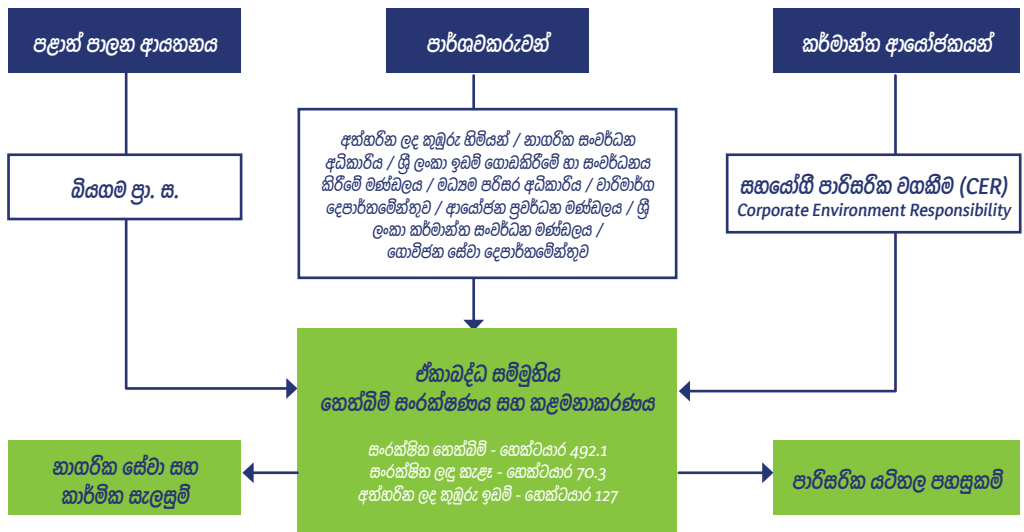 පළාත් පාලන ආයතනය
පාර්ශවකරුවන්
කර්මාන්ත ආයෝජකයන්
බියගම ප්‍රා. ස.
අත්හරින ලද කුඹුරු හිමියන් / නාගරික සංවර්ධන
අධිකාරිය / ශ්‍රී ලංකා ඉඩම් ගොඩකිරීමේ හා සංවර්ධනය
කිරීමේ මණ්ඩලය / මධ්‍යම පරිසර අධිකාරිය / වාරිමාර්ග
දෙපාර්තමේන්තුව / ආයෝජන ප්‍රවර්ධන මණ්ඩලය / ශ්‍රී
ලංකා කර්මාන්ත සංවර්ධන මණ්ඩලය /
ගොවිජන සේවා දෙපාර්තමේන්තුව
සහයෝගී පාරිසරික වගකීම (CER)
Corporate Environment Responsibility
ඒකාබද්ධ සම්මුතිය
තෙත්බිම් සංරක්ෂණය සහ කළමනාකරණය
සංරක්ෂිත තෙත්බිම් - හෙක්ටයාර 492.1
සංරක්ෂිත ලඳු කැළෑ - හෙක්ටයාර 70.3
අත්හරින ලද කුඹුරු ඉඩම් - හෙක්ටයාර 127
නාගරික සේවා සහ
කාර්මික සැලසුම්
පාරිසරික යටිතල පහසුකම්